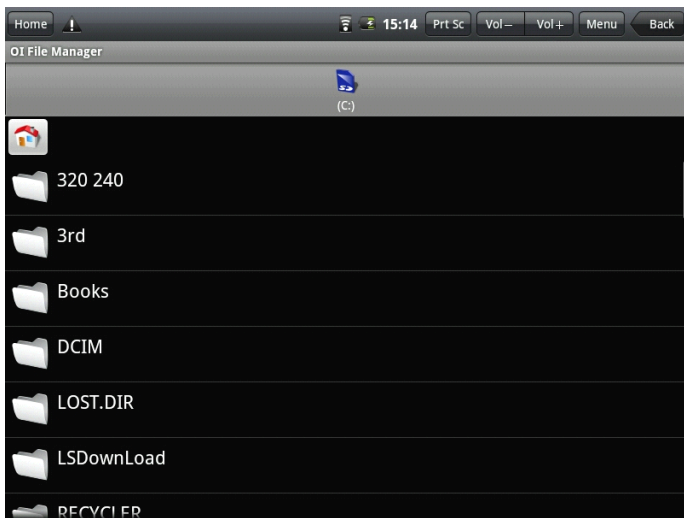 Home 15:14 Prt Sc Vol− Vol+ Menu Back
OI File Manager
(C:)
320 240
3rd
Books
DCIM
LOST.DIR
LSDownLoad
RECYCLER